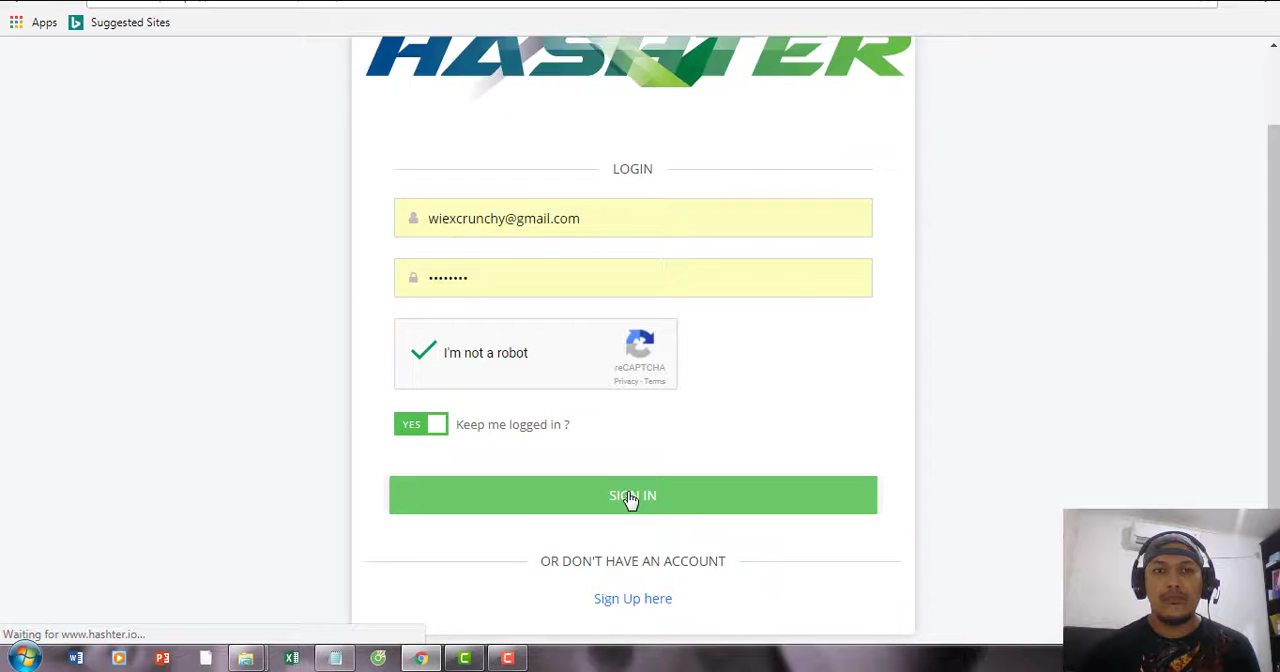 Apps Suggested Sites
HASHTER
LOGIN
wiexcrunchy@gmail.com
••••••••
I'm not a robot
reCAPTCHA
Privacy - Terms
YES Keep me logged in ?
SIGN IN
OR DON'T HAVE AN ACCOUNT
Sign Up here
Waiting for www.hashter.io...